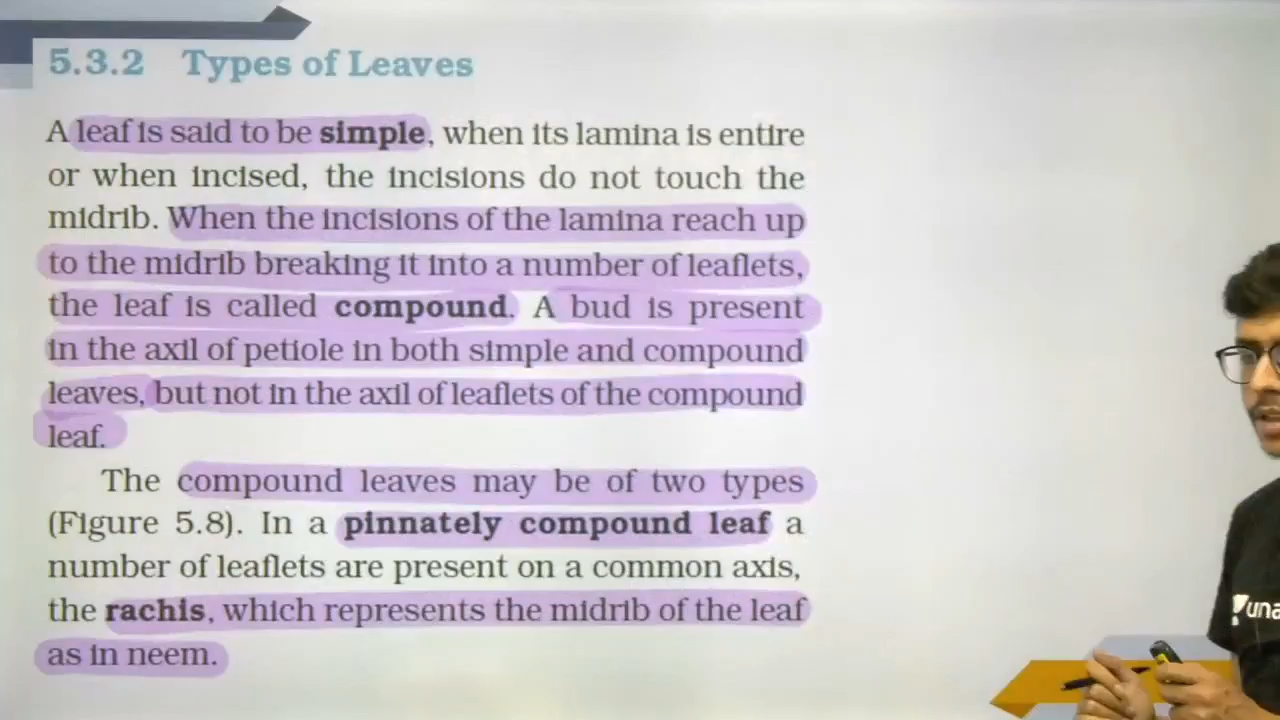 5.3.2 Types of Leaves
A leaf is said to be simple, when its lamina is entire
or when incised, the incisions do not touch the
midrib. When the incisions of the lamina reach up
to the midrib breaking it into a number of leaflets,
the leaf is called compound. A bud is present
in the axil of petiole in both simple and compound
leaves, but not in the axil of leaflets of the compound
leaf.
The compound leaves may be of two types
(Figure 5.8). In a pinnately compound leaf a
number of leaflets are present on a common axis,
the rachis, which represents the midrib of the leaf
as in neem.